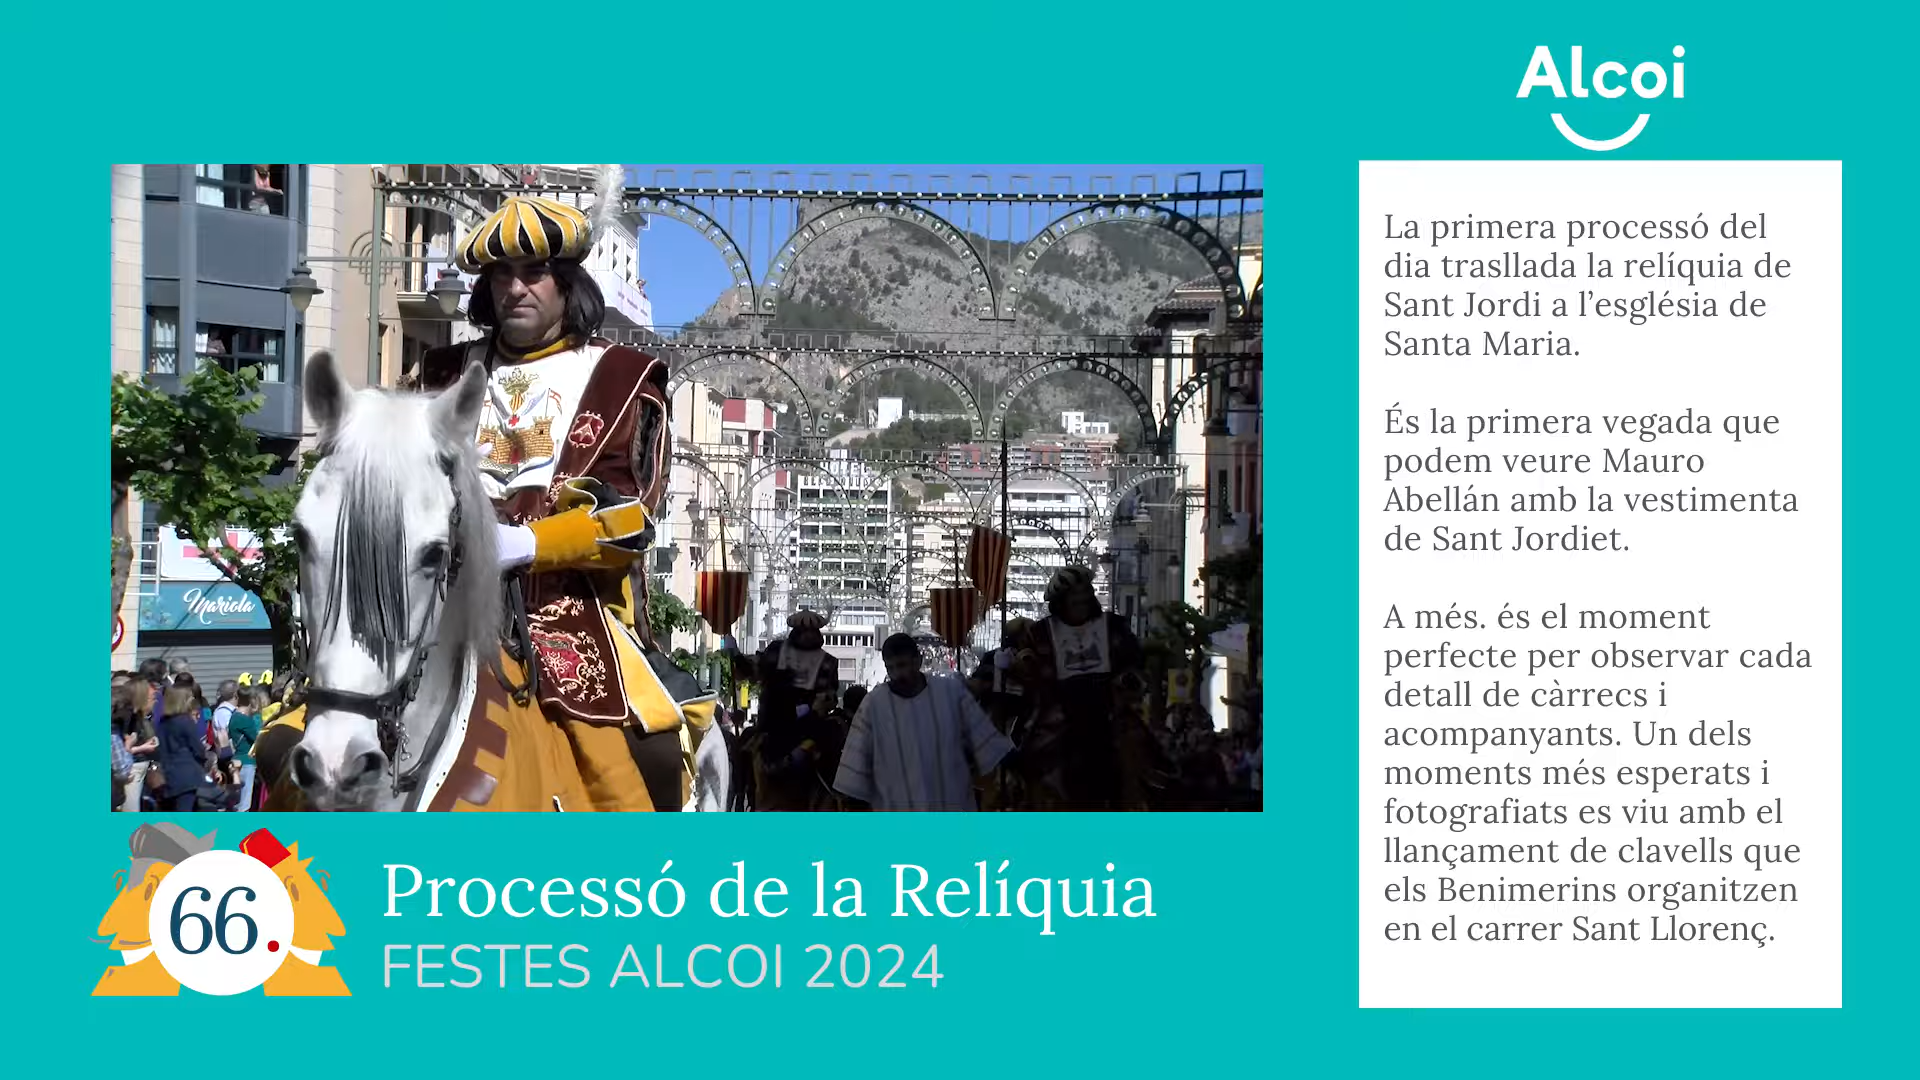 Alcoi
La primera processó del
dia trasllada la relíquia de
Sant Jordi a l’església de
Santa Maria.
És la primera vegada que
podem veure Mauro
Abellán amb la vestimenta
de Sant Jordiet.
A més. és el moment
perfecte per observar cada
detall de càrrecs i
acompanyants. Un dels
moments més esperats i
fotografiats es viu amb el
llançament de clavells que
els Benimerins organitzen
en el carrer Sant Llorenç.
Mariola
66.
Processó de la Relíquia
FESTES ALCOI 2024